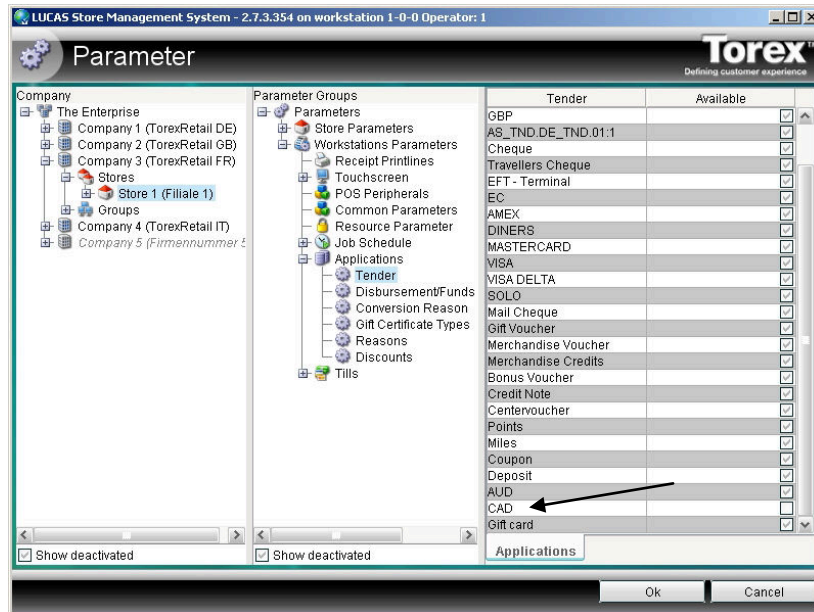 LUCAS Store Management System - 2.7.3.354 on workstation 1-0-0 Operator: 1
Parameter
Torex™
Defining customer experience
Company
The Enterprise
Company 1 (TorexRetail DE)
Company 2 (TorexRetail GB)
Company 3 (TorexRetail FR)
Stores
Store 1 (Filiale 1)
Groups
Company 4 (TorexRetail IT)
Company 5 (Firmennummer 5
Show deactivated
Parameter Groups
Parameters
Store Parameters
Workstations Parameters
Receipt Printlines
Touchscreen
POS Peripherals
Common Parameters
Resource Parameter
Job Schedule
Applications
Tender
Disbursement/Funds
Conversion Reason
Gift Certificate Types
Reasons
Discounts
Tills
Show deactivated
Tender Available
GBP
AS_TND.DE_TND.01:1
Cheque
Travellers Cheque
EFT - Terminal
EC
AMEX
DINERS
MASTERCARD
VISA
VISA DELTA
SOLO
Mail Cheque
Gift Voucher
Merchandise Voucher
Merchandise Credits
Bonus Voucher
Credit Note
Centervoucher
Points
Miles
Coupon
Deposit
AUD
CAD
Gift card
Applications
Ok Cancel